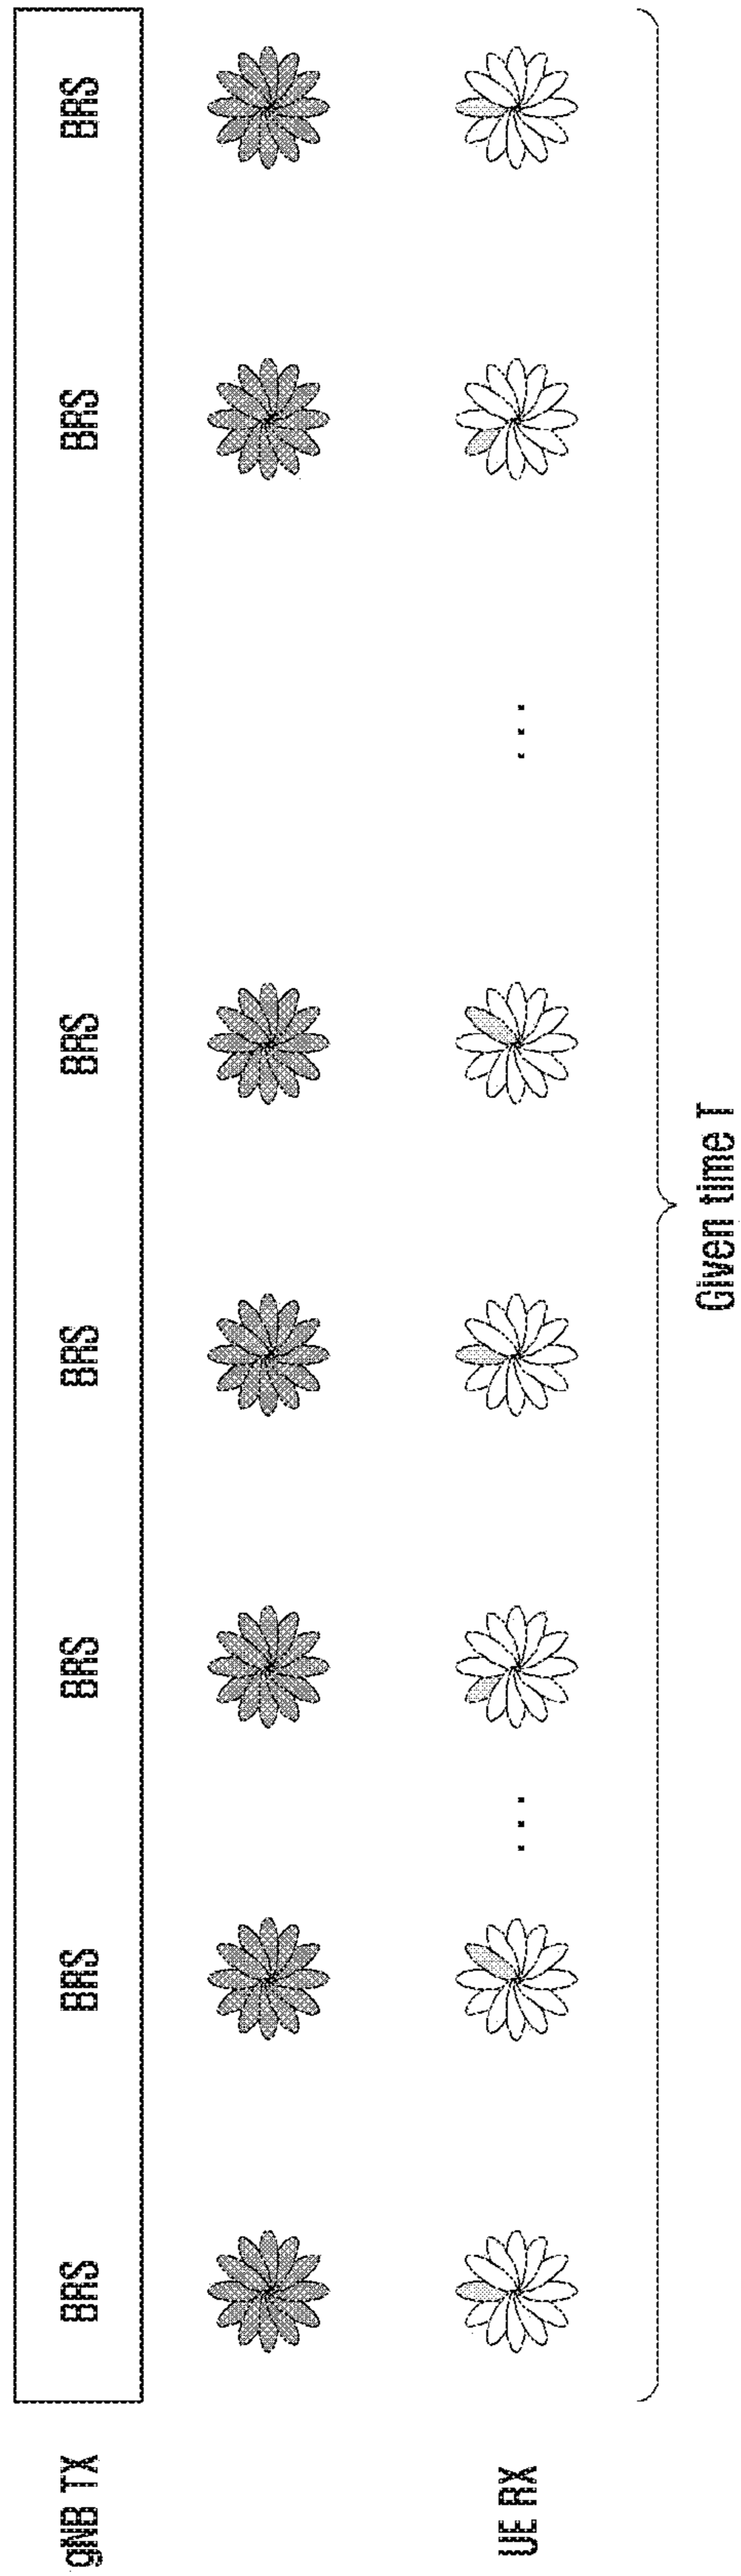 gNB TX BRS BRS BRS BRS BRS BRS BRS
...
...
UE RX
Given time T